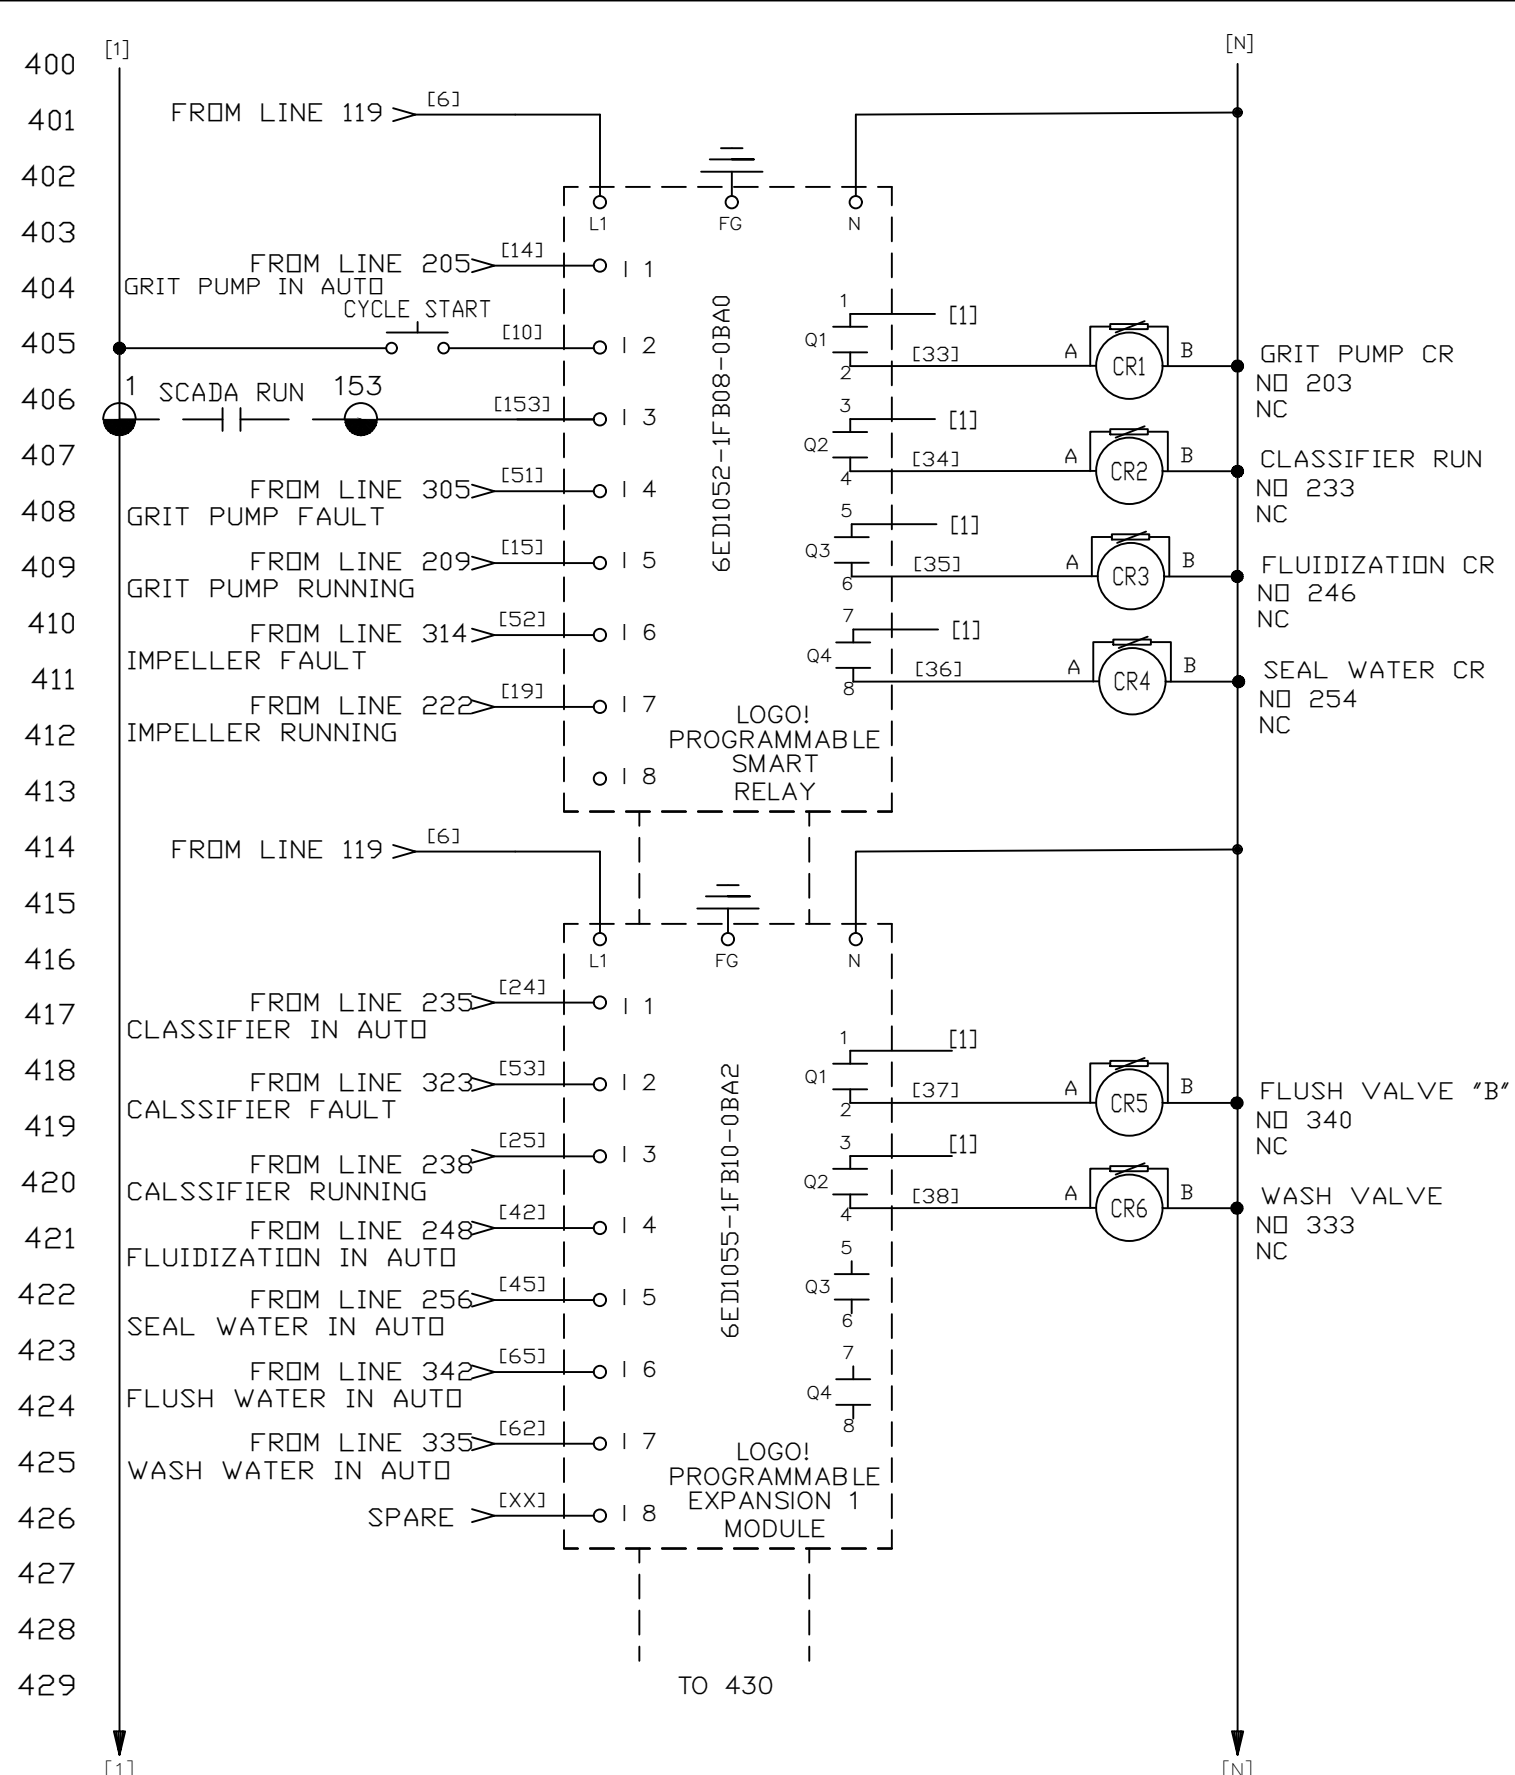 [1]
[N]
400
FROM LINE 119
[6]
401
402
L1
FG
N
403
FROM LINE 205
[14]
I 1
404
GRIT PUMP IN AUTO
CYCLE START
1
[1]
405
[10]
I 2
Q1
2
[33]
A
CR1
B
GRIT PUMP CR
NO 203
NC
406
1
SCADA RUN
153
[153]
I 3
3
[1]
407
Q2
4
[34]
A
CR2
B
CLASSIFIER RUN
NO 233
NC
FROM LINE 305
[51]
I 4
408
GRIT PUMP FAULT
5
[1]
409
FROM LINE 209
[15]
I 5
Q3
6
[35]
A
CR3
B
FLUIDIZATION CR
NO 246
NC
GRIT PUMP RUNNING
410
FROM LINE 314
[52]
I 6
7
[1]
IMPELLER FAULT
411
Q4
8
[36]
A
CR4
B
SEAL WATER CR
NO 254
NC
FROM LINE 222
[19]
I 7
412
IMPELLER RUNNING
6ED1052-1FB08-0BA0
LOGO!
PROGRAMMABLE
SMART
RELAY
I 8
413
414
FROM LINE 119
[6]
415
416
L1
FG
N
417
FROM LINE 235
[24]
I 1
CLASSIFIER IN AUTO
1
[1]
418
FROM LINE 323
[53]
I 2
Q1
2
[37]
A
CR5
B
FLUSH VALVE "B"
NO 340
NC
CALSSIFIER FAULT
419
3
[1]
FROM LINE 238
[25]
I 3
420
CALSSIFIER RUNNING
Q2
4
[38]
A
CR6
B
WASH VALVE
NO 333
NC
421
FROM LINE 248
[42]
I 4
FLUIDIZATION IN AUTO
5
422
FROM LINE 256
[45]
I 5
Q3
6
SEAL WATER IN AUTO
423
FROM LINE 342
[65]
I 6
7
424
FLUSH WATER IN AUTO
Q4
8
FROM LINE 335
[62]
I 7
425
WASH WATER IN AUTO
6ED1055-1FB10-0BA2
LOGO!
PROGRAMMABLE
EXPANSION 1
MODULE
426
SPARE
[XX]
I 8
427
428
429
TO 430
[1]
[N]